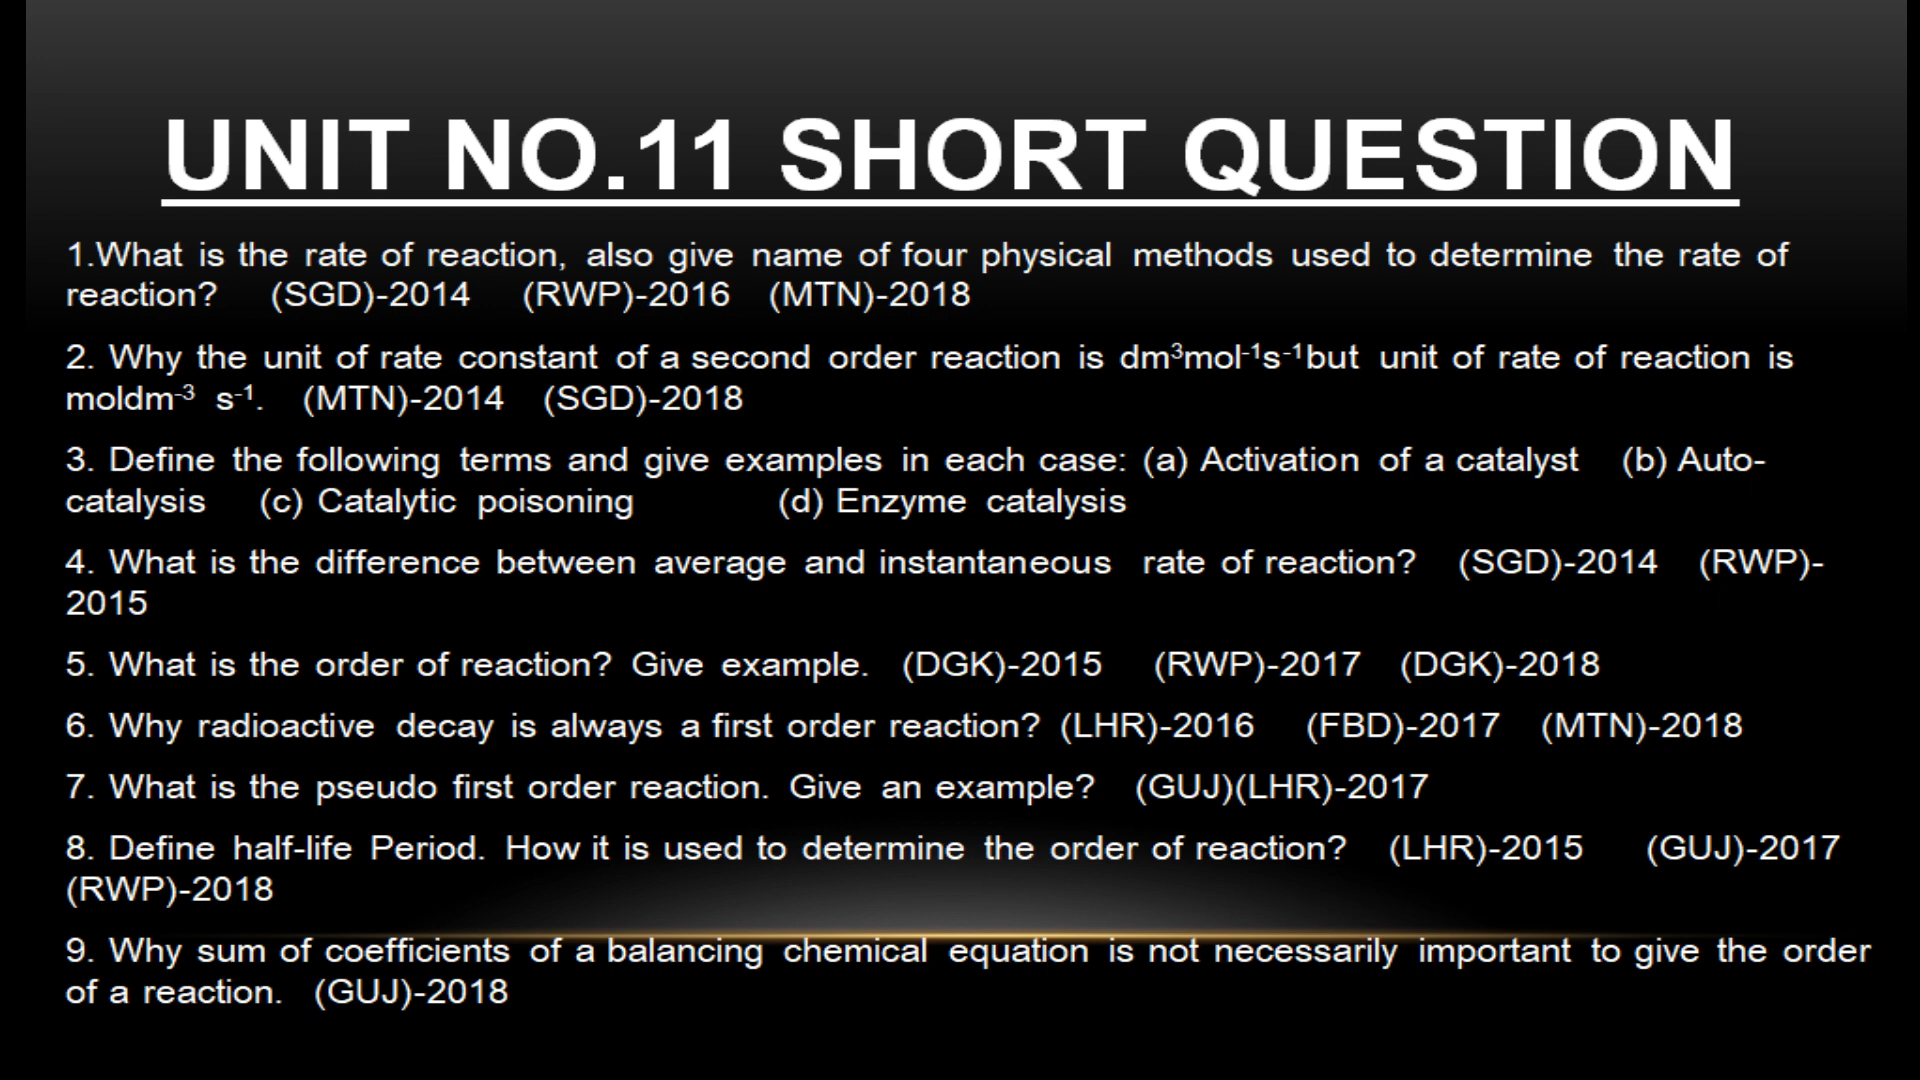 UNIT NO.11 SHORT QUESTION
1.What is the rate of reaction, also give name of four physical methods used to determine the rate of
reaction? (SGD)-2014 (RWP)-2016 (MTN)-2018
2. Why the unit of rate constant of a second order reaction is dm³mol⁻¹s⁻¹but unit of rate of reaction is
moldm⁻³ s⁻¹. (MTN)-2014 (SGD)-2018
3. Define the following terms and give examples in each case: (a) Activation of a catalyst (b) Auto-
catalysis (c) Catalytic poisoning (d) Enzyme catalysis
4. What is the difference between average and instantaneous rate of reaction? (SGD)-2014 (RWP)-
2015
5. What is the order of reaction? Give example. (DGK)-2015 (RWP)-2017 (DGK)-2018
6. Why radioactive decay is always a first order reaction? (LHR)-2016 (FBD)-2017 (MTN)-2018
7. What is the pseudo first order reaction. Give an example? (GUJ)(LHR)-2017
8. Define half-life Period. How it is used to determine the order of reaction? (LHR)-2015 (GUJ)-2017
(RWP)-2018
9. Why sum of coefficients of a balancing chemical equation is not necessarily important to give the order
of a reaction. (GUJ)-2018